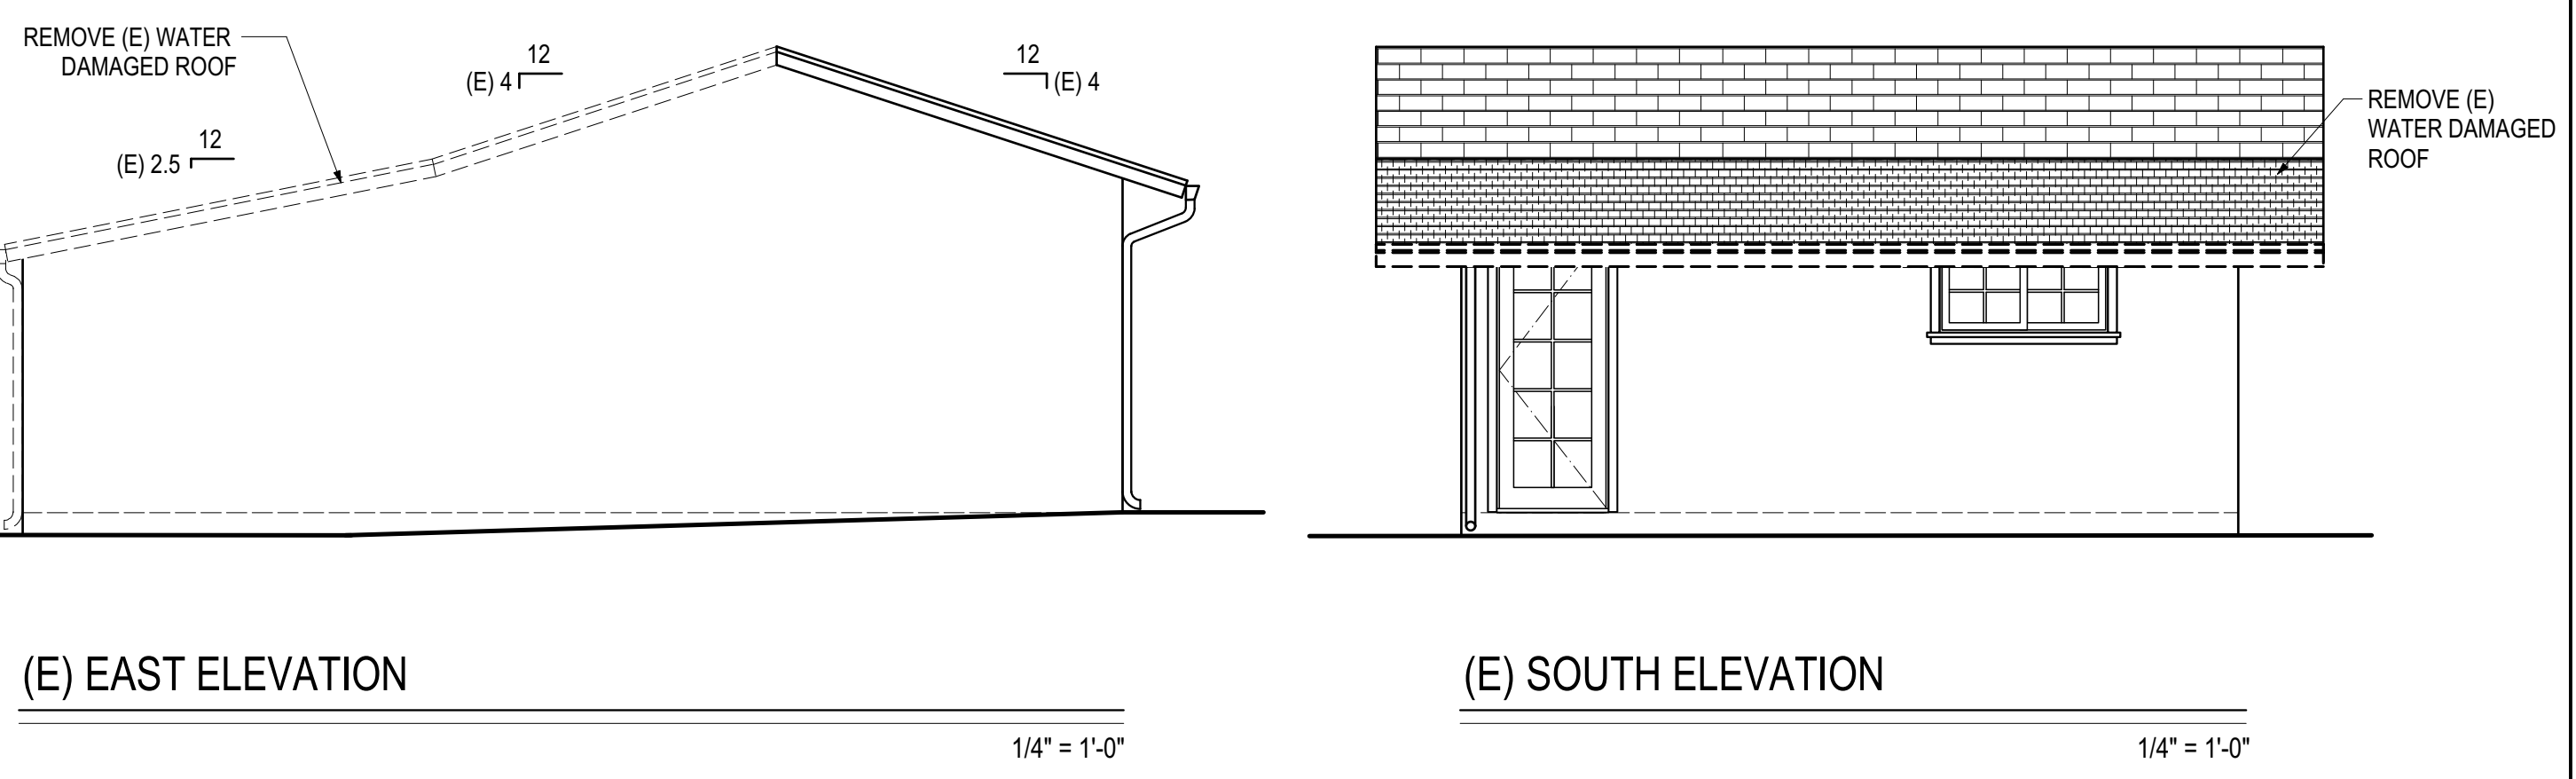 REMOVE (E) WATER
DAMAGED ROOF
12
(E) 2.5
12
(E) 4
12
(E) 4
REMOVE (E)
WATER DAMAGED
ROOF
(E) EAST ELEVATION
1/4" = 1'-0"
(E) SOUTH ELEVATION
1/4" = 1'-0"